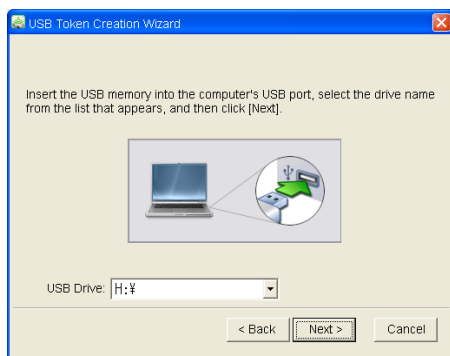 USB Token Creation Wizard
Insert the USB memory into the computer's USB port, select the drive name
from the list that appears, and then click [Next].
USB Drive: H:¥
< Back Next > Cancel